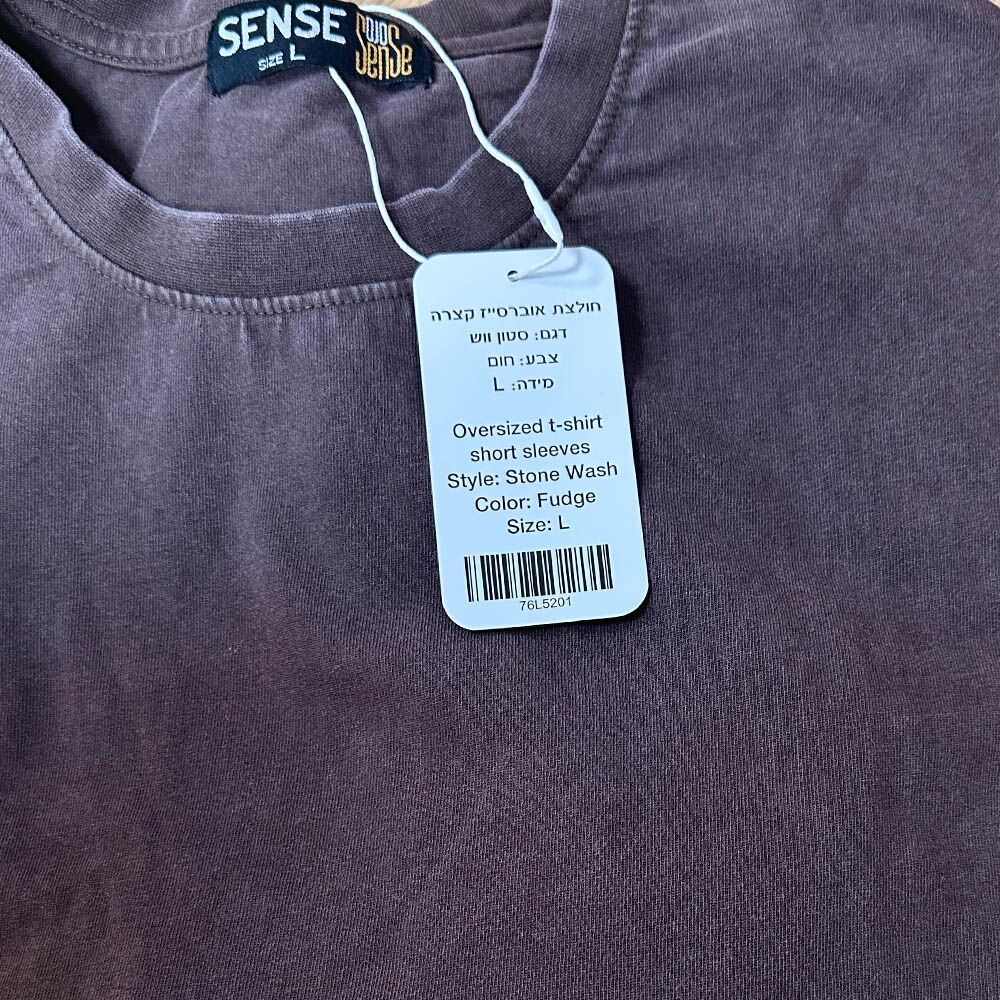 SENSE
SIZE L
SenSe
חולצת אוברסייז קצרה
דגם: סטון ווש
צבע: חום
מידה: L
Oversized t-shirt
short sleeves
Style: Stone Wash
Color: Fudge
Size: L
76L5201